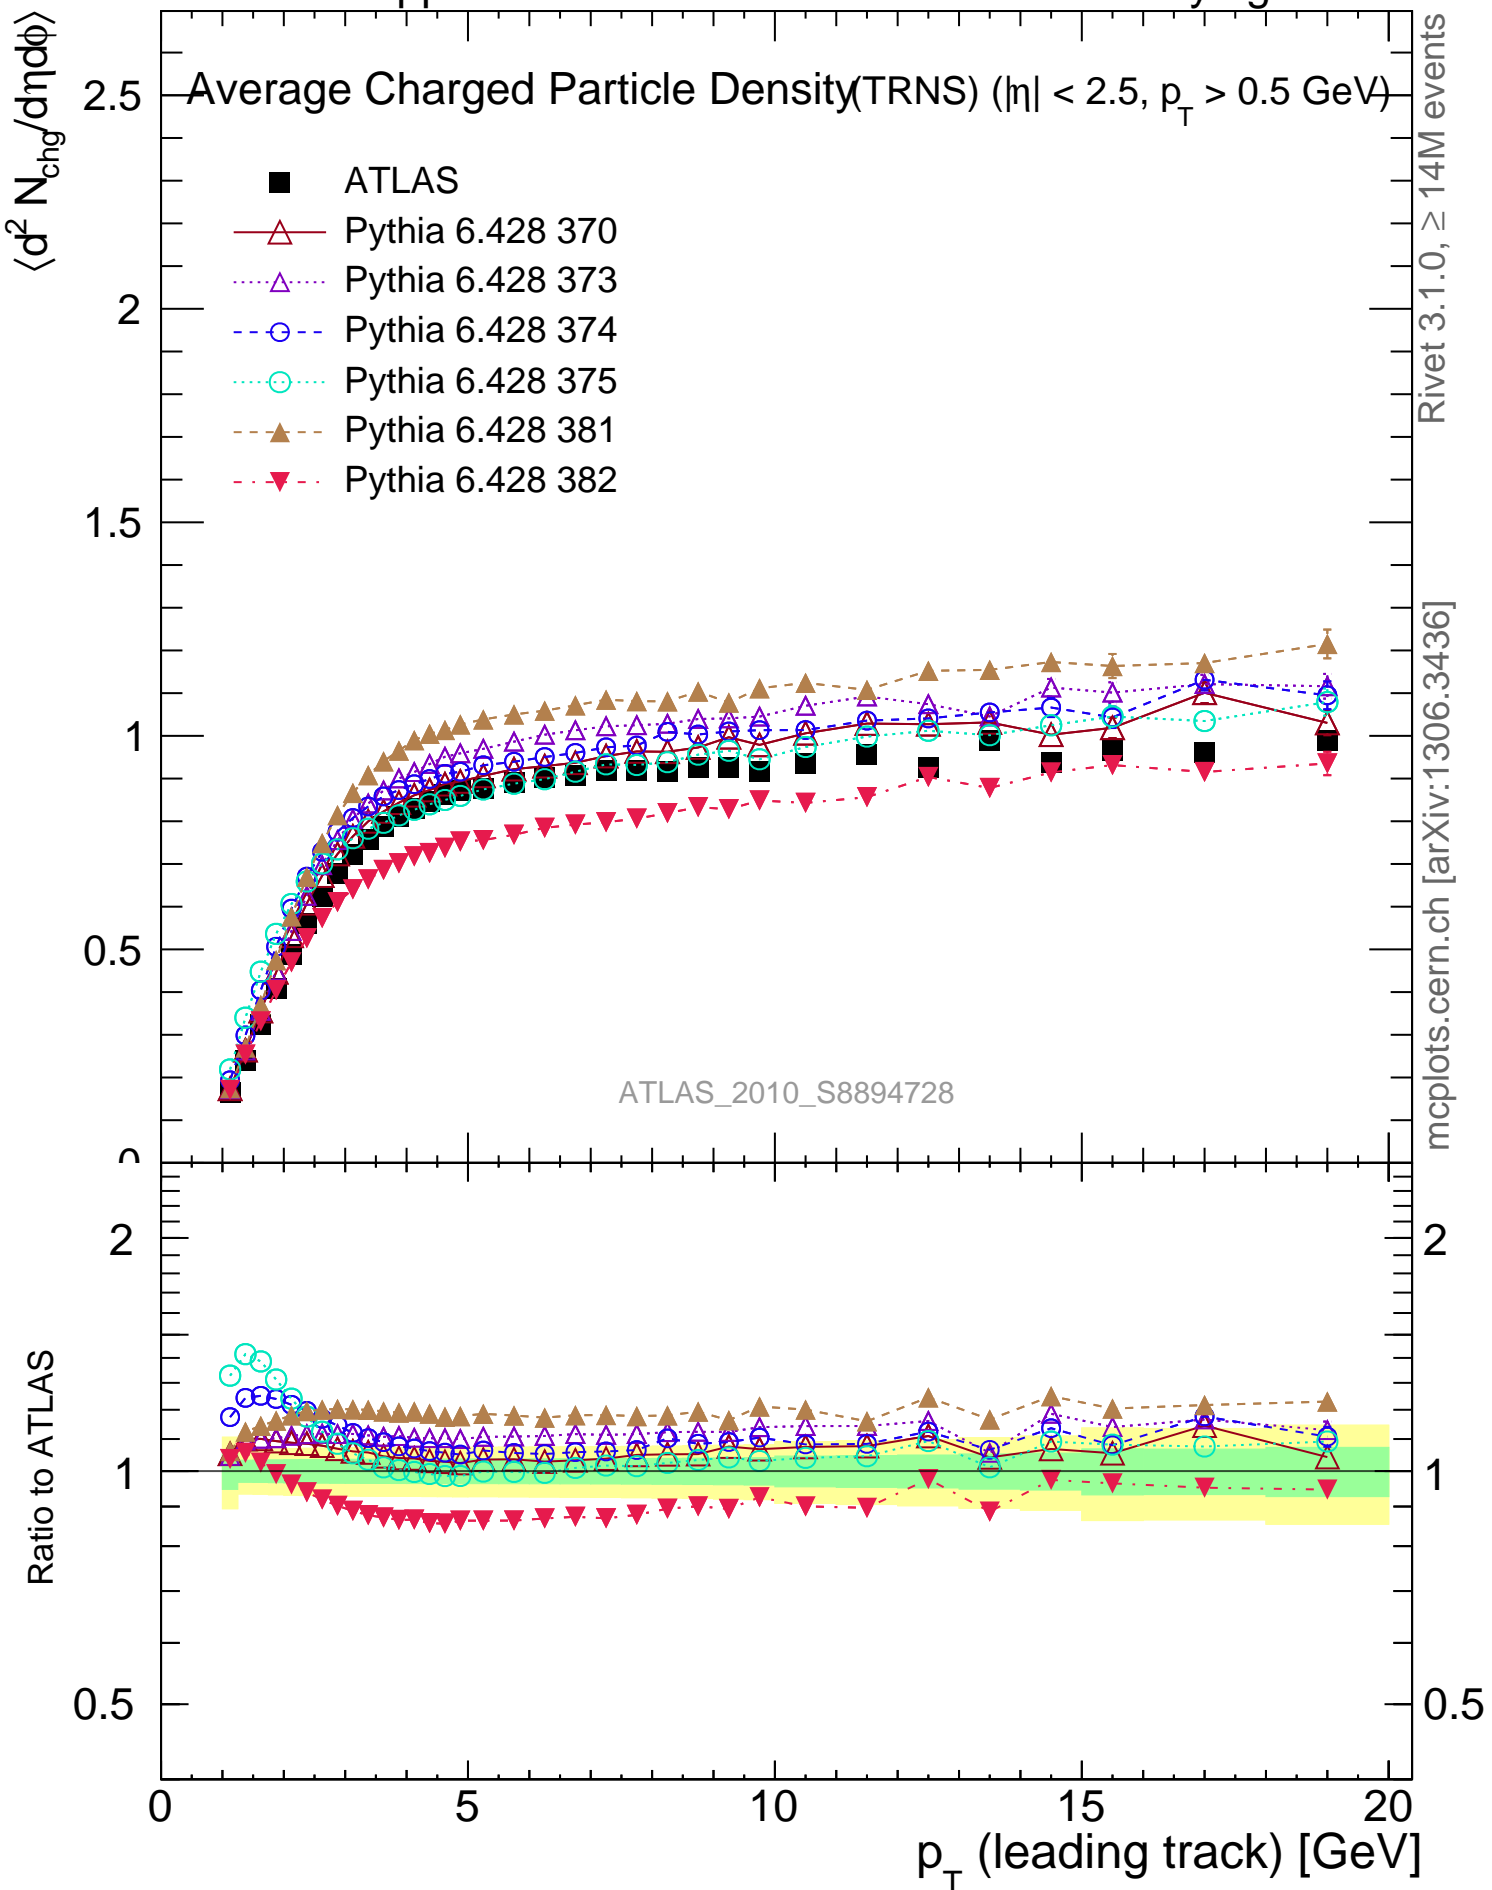 Average Charged Particle Density (TRNS) (|η| < 2.5, p_T > 0.5 GeV)
⟨d² N_chg/dηdϕ⟩
ATLAS
Pythia 6.428 370
Pythia 6.428 373
Pythia 6.428 374
Pythia 6.428 375
Pythia 6.428 381
Pythia 6.428 382
2.5
2
1.5
1
0.5
0
ATLAS_2010_S8894728
Rivet 3.1.0, ≥ 14M events
mcplots.cern.ch [arXiv:1306.3436]
Ratio to ATLAS
2
1
0.5
2
1
0.5
0
5
10
15
20
p_T (leading track) [GeV]